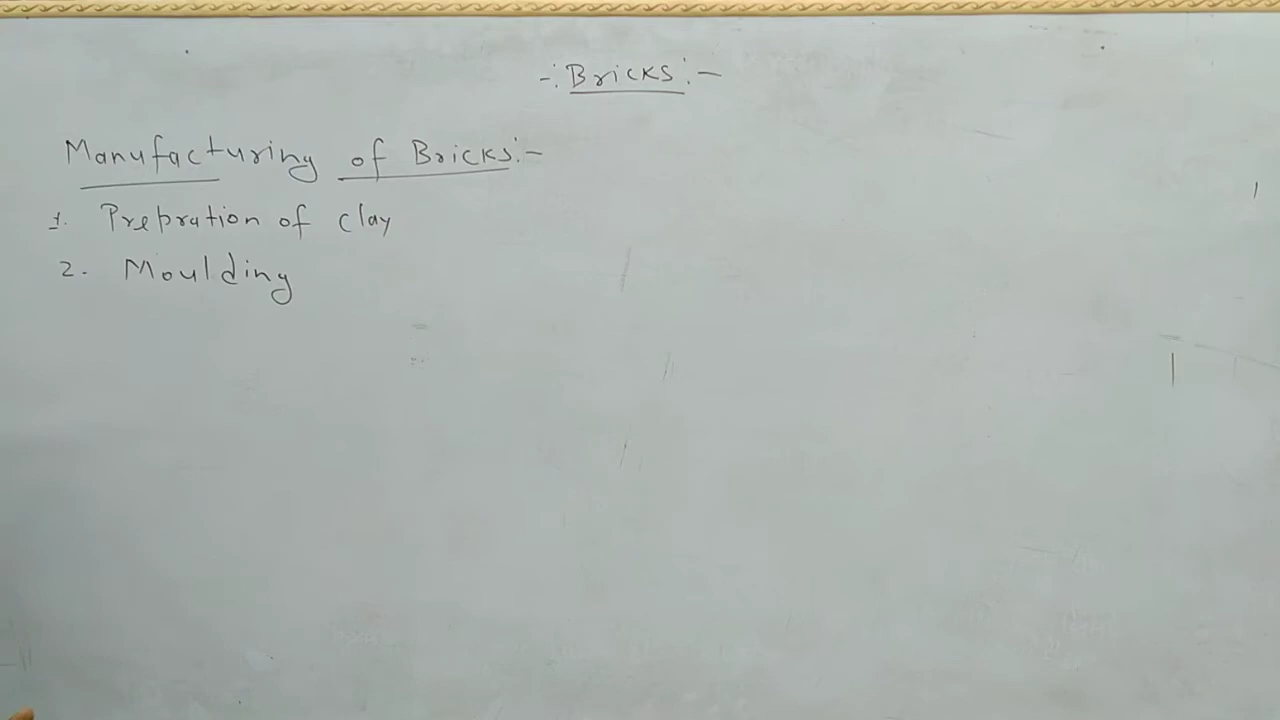 -: Bricks :-
Manufacturing of Bricks:-
1. Prepration of clay
2. Moulding